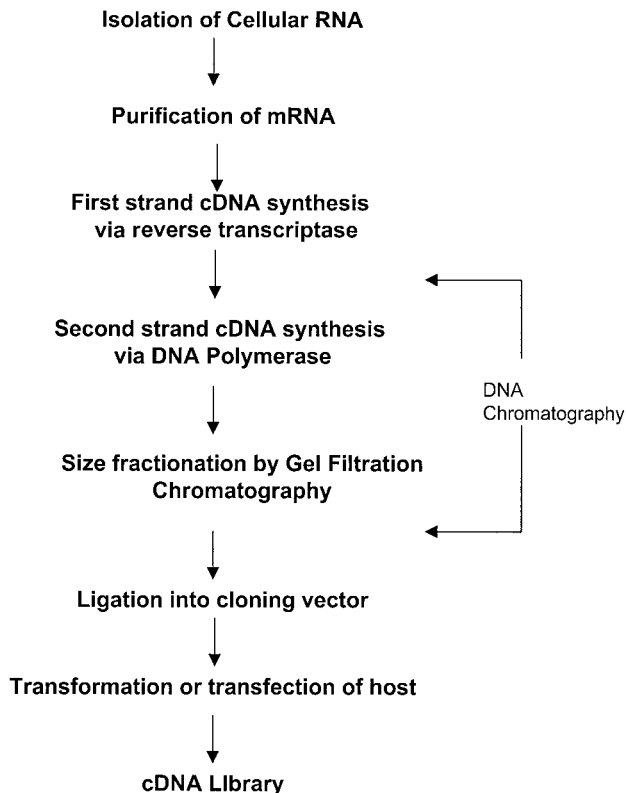 Isolation of Cellular RNA
Purification of mRNA
First strand cDNA synthesis
via reverse transcriptase
Second strand cDNA synthesis
via DNA Polymerase
DNA
Chromatography
Size fractionation by Gel Filtration
Chromatography
Ligation into cloning vector
Transformation or transfection of host
cDNA LIbrary